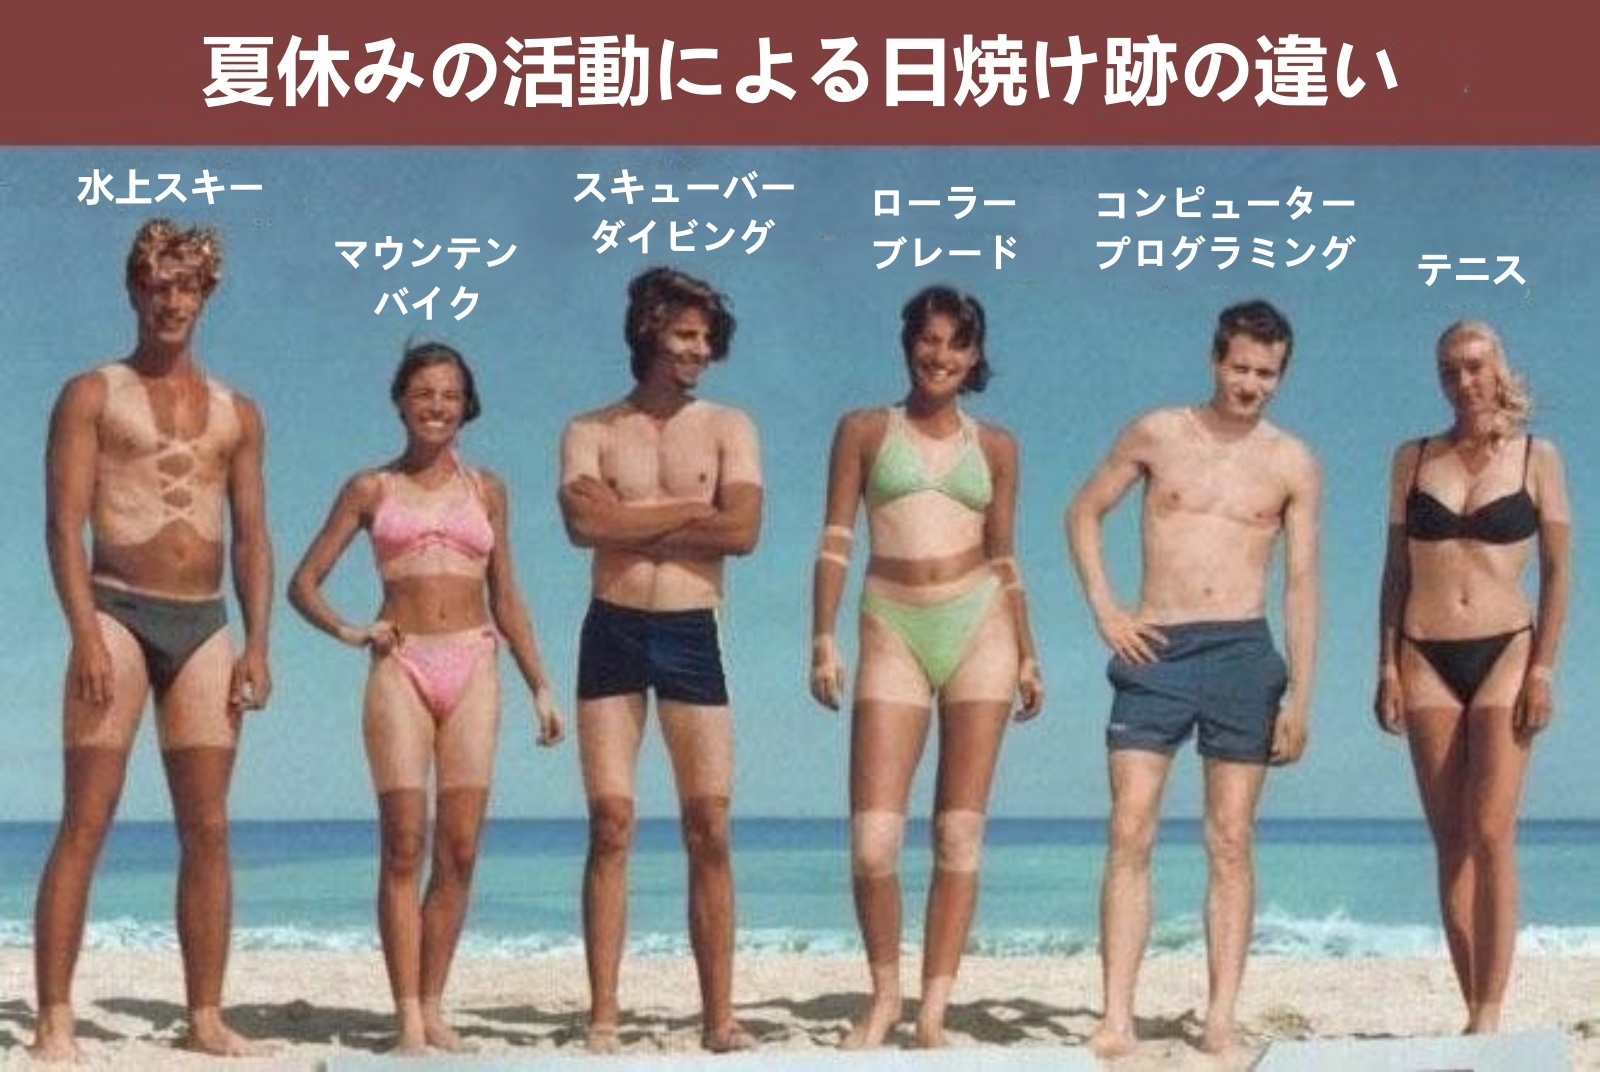 夏休みの活動による日焼け跡の違い
水上スキー
マウンテン
バイク
スキューバー
ダイビング
ローラー
ブレード
コンピューター
プログラミング
テニス